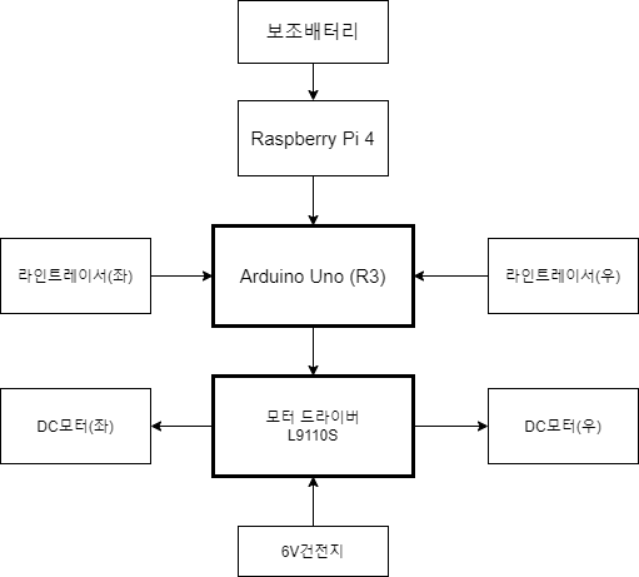 보조배터리
Raspberry Pi 4
라인트레이서(좌)
Arduino Uno (R3)
라인트레이서(우)
DC모터(좌)
모터 드라이버
L9110S
DC모터(우)
6V건전지